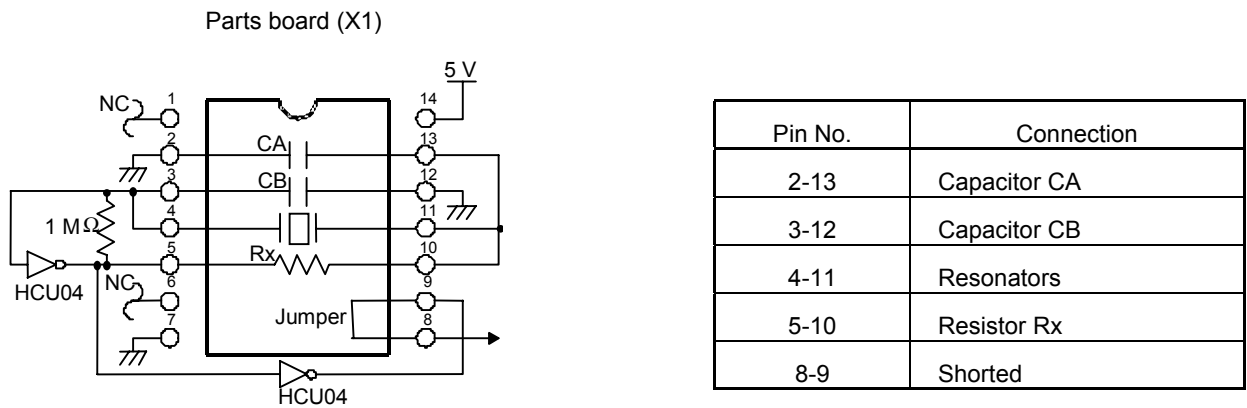 Parts board (X1)
5 V
NC
1
14
2
CA
13
3
CB
12
4
11
1 MΩ
5
Rx
10
HCU04
NC
6
9
7
Jumper
8
HCU04
Pin No. Connection
2-13 Capacitor CA
3-12 Capacitor CB
4-11 Resonators
5-10 Resistor Rx
8-9 Shorted